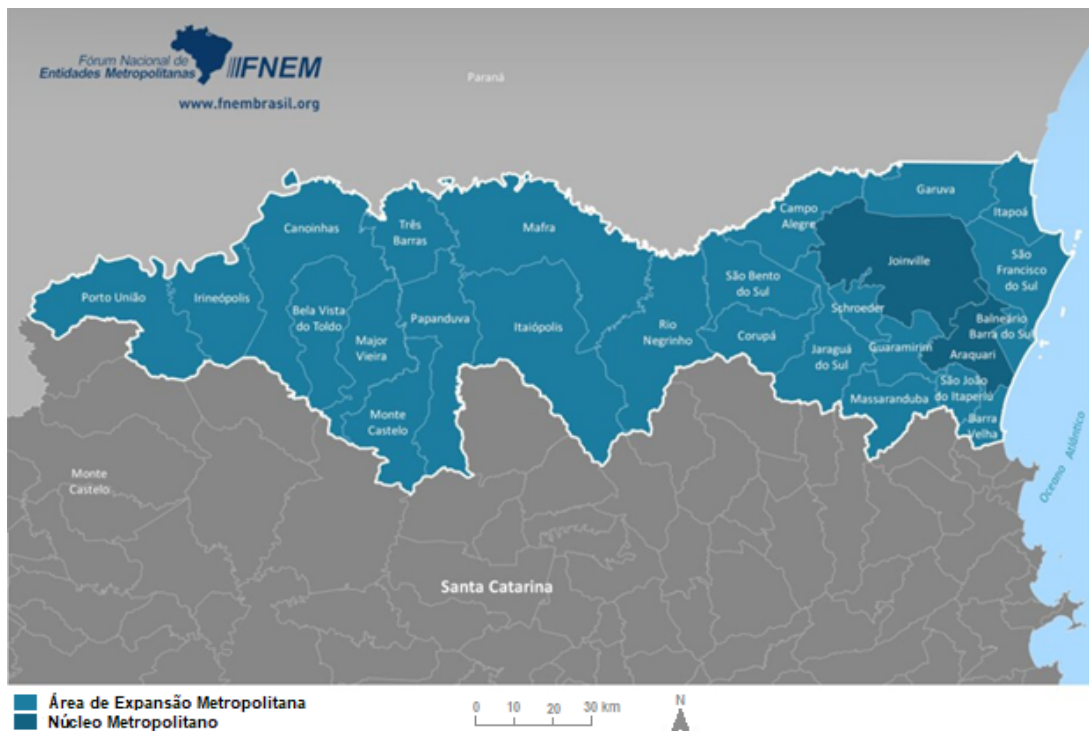 Fórum Nacional de
Entidades Metropolitanas
FNEM
www.fnembrasil.org
Paraná
Garuva
Campo
Alegre
Itapoá
Canoinhas
Três
Barras
Mafra
Joinville
São
Francisco
do Sul
São Bento
do Sul
Porto União
Irineópolis
Bela Vista
do Toldo
Papanduva
Itaiópolis
Rio
Negrinho
Schroeder
Balneário
Barra do Sul
Major
Vieira
Corupá
Jaraguá
do Sul
Guaramirim
Araquari
São João
do Itaperiú
Massaranduba
Monte
Castelo
Barra
Velha
Oceano Atlântico
Monte
Castelo
Santa Catarina
Área de Expansão Metropolitana
Núcleo Metropolitano
0 10 20 30 km
N